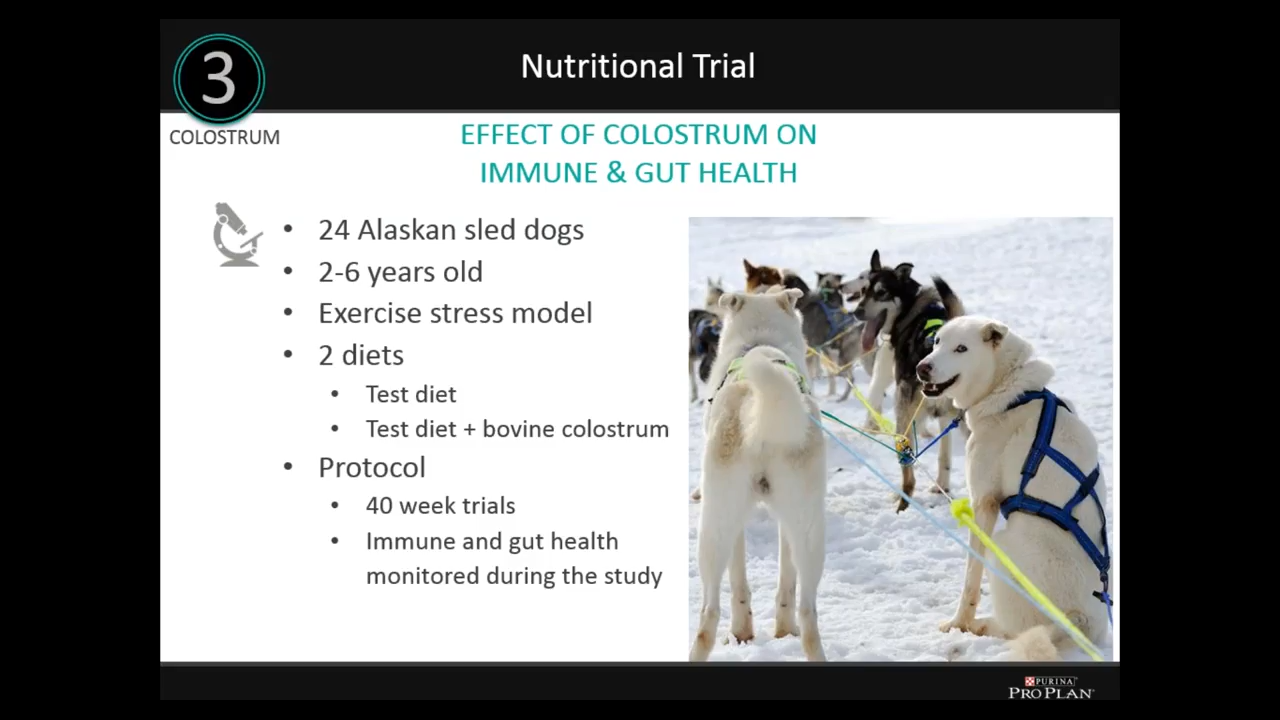 3
Nutritional Trial
COLOSTRUM
EFFECT OF COLOSTRUM ON
IMMUNE & GUT HEALTH
• 24 Alaskan sled dogs
• 2-6 years old
• Exercise stress model
• 2 diets
• Test diet
• Test diet + bovine colostrum
• Protocol
• 40 week trials
• Immune and gut health
monitored during the study
PURINA
PRO PLAN